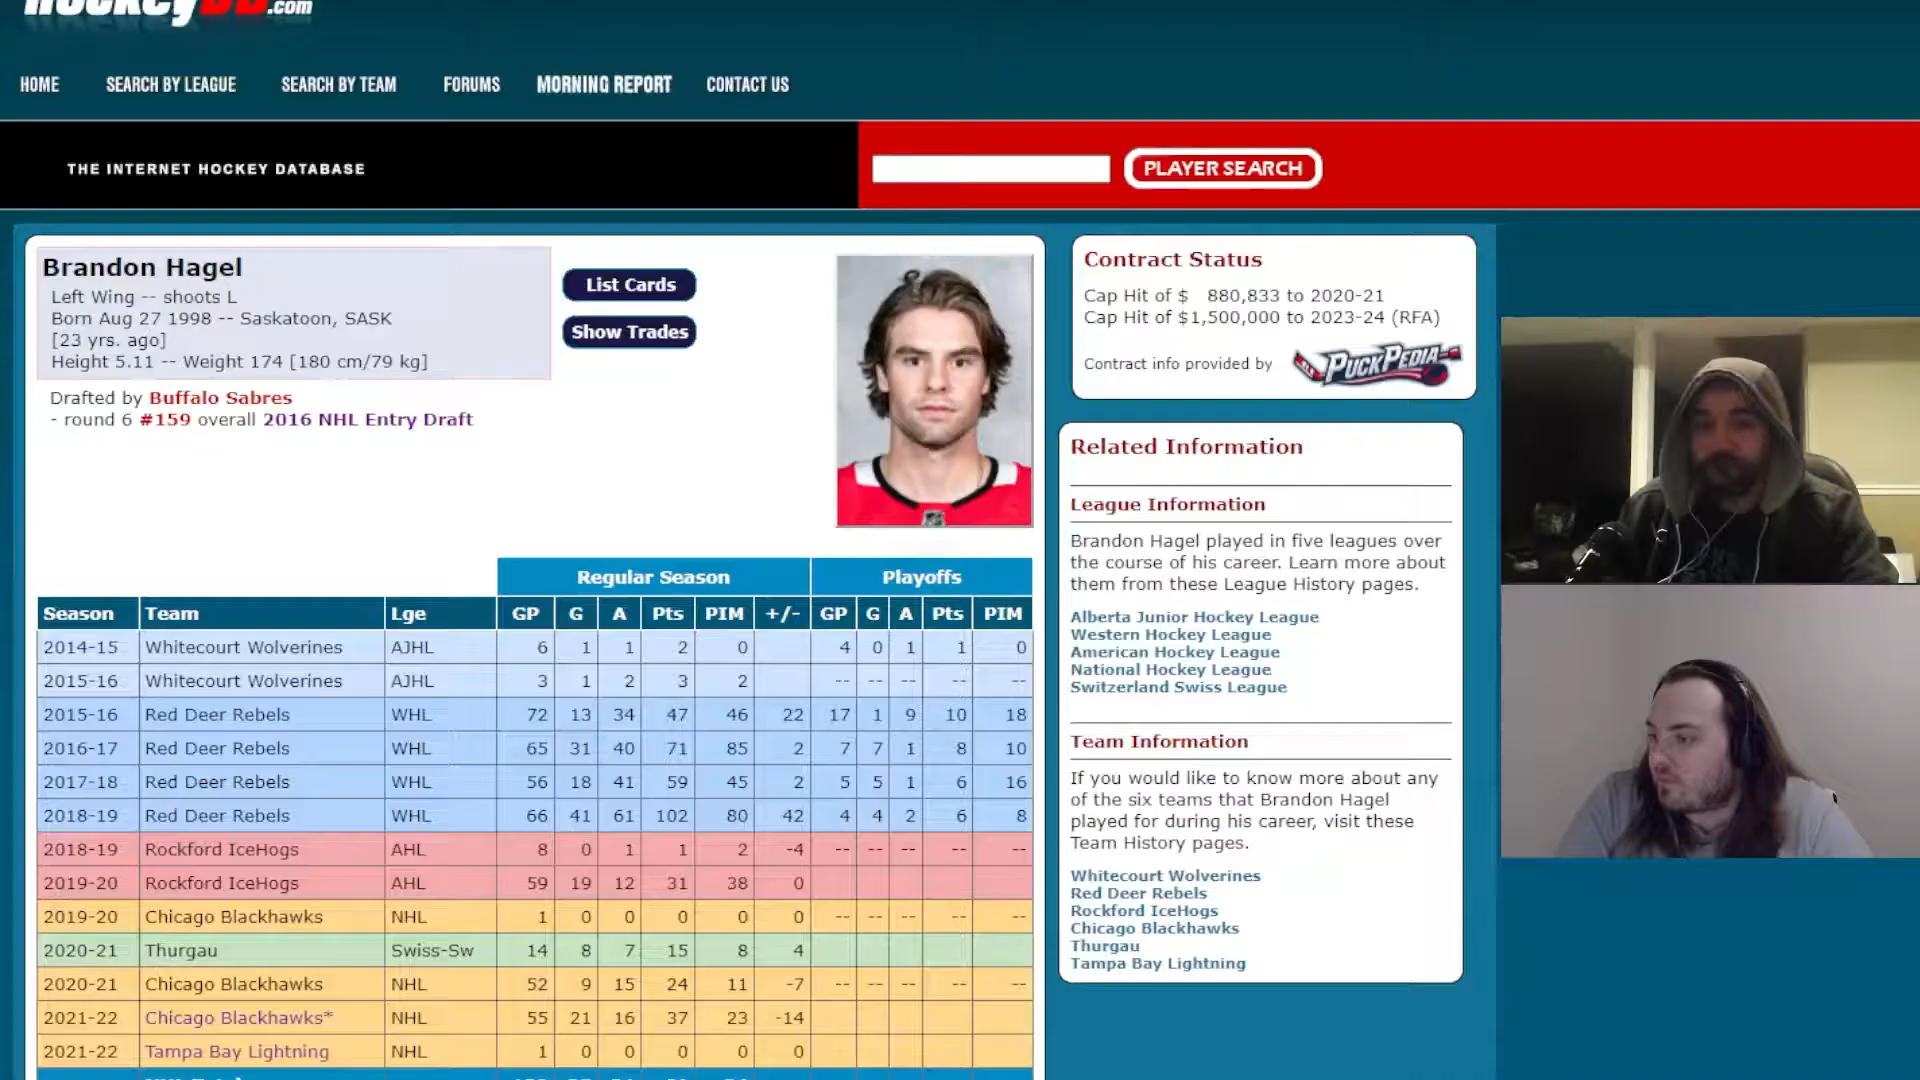 HockeyDB.com
HOME SEARCH BY LEAGUE SEARCH BY TEAM FORUMS MORNING REPORT CONTACT US
THE INTERNET HOCKEY DATABASE
PLAYER SEARCH
Brandon Hagel
Left Wing -- shoots L
Born Aug 27 1998 -- Saskatoon, SASK
[23 yrs. ago]
Height 5.11 -- Weight 174 [180 cm/79 kg]
Drafted by Buffalo Sabres
- round 6 #159 overall 2016 NHL Entry Draft
List Cards
Show Trades
Regular Season Playoffs
Season Team Lge GP G A Pts PIM +/- GP G A Pts PIM
2014-15 Whitecourt Wolverines AJHL 6 1 1 2 0 4 0 1 1 0
2015-16 Whitecourt Wolverines AJHL 3 1 2 3 2 -- -- -- -- --
2015-16 Red Deer Rebels WHL 72 13 34 47 46 22 17 1 9 10 18
2016-17 Red Deer Rebels WHL 65 31 40 71 85 2 7 7 1 8 10
2017-18 Red Deer Rebels WHL 56 18 41 59 45 2 5 5 1 6 16
2018-19 Red Deer Rebels WHL 66 41 61 102 80 42 4 4 2 6 8
2018-19 Rockford IceHogs AHL 8 0 1 1 2 -4 -- -- -- -- --
2019-20 Rockford IceHogs AHL 59 19 12 31 38 0
2019-20 Chicago Blackhawks NHL 1 0 0 0 0 0 -- -- -- -- --
2020-21 Thurgau Swiss-Sw 14 8 7 15 8 4
2020-21 Chicago Blackhawks NHL 52 9 15 24 11 -7 -- -- -- -- --
2021-22 Chicago Blackhawks* NHL 55 21 16 37 23 -14
2021-22 Tampa Bay Lightning NHL 1 0 0 0 0 0
Contract Status
Cap Hit of $ 880,833 to 2020-21
Cap Hit of $1,500,000 to 2023-24 (RFA)
Contract info provided by PUCKPEDIA
Related Information
League Information
Brandon Hagel played in five leagues over
the course of his career. Learn more about
them from these League History pages.
Alberta Junior Hockey League
Western Hockey League
American Hockey League
National Hockey League
Switzerland Swiss League
Team Information
If you would like to know more about any
of the six teams that Brandon Hagel
played for during his career, visit these
Team History pages.
Whitecourt Wolverines
Red Deer Rebels
Rockford IceHogs
Chicago Blackhawks
Thurgau
Tampa Bay Lightning